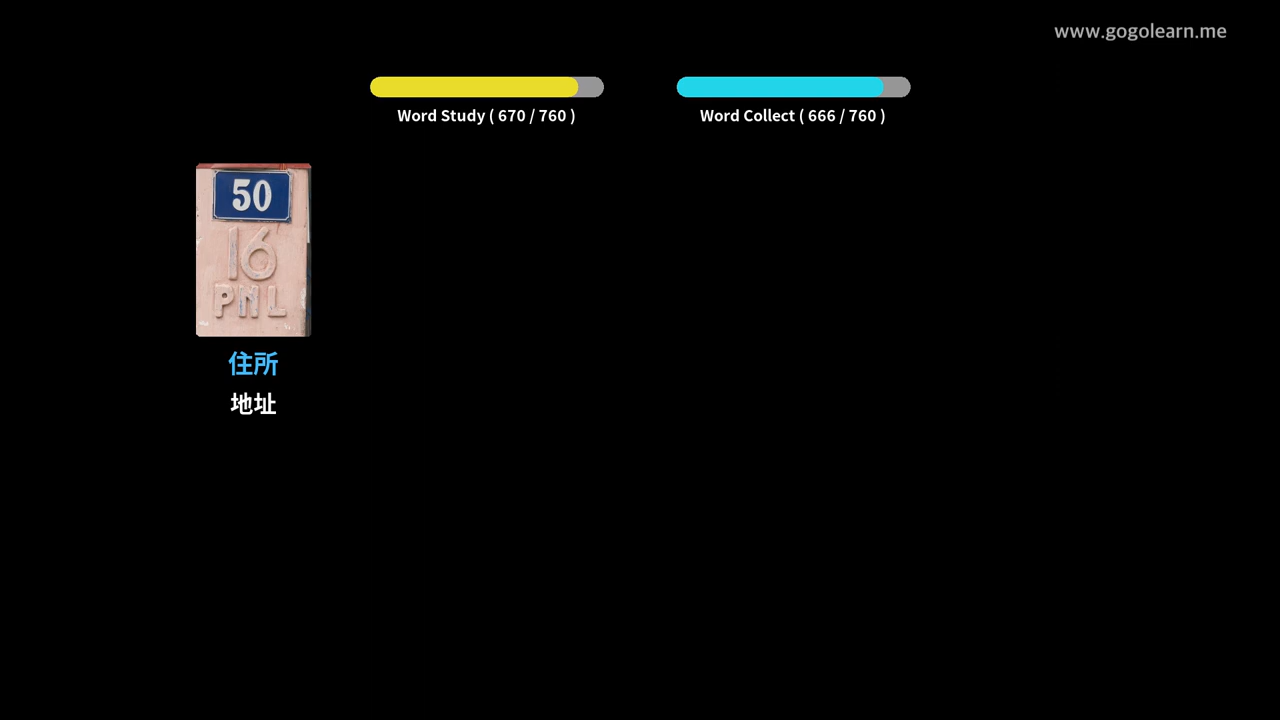 www.gogolearn.me
Word Study ( 670 / 760 )
Word Collect ( 666 / 760 )
50
16
PNL
住所
地址